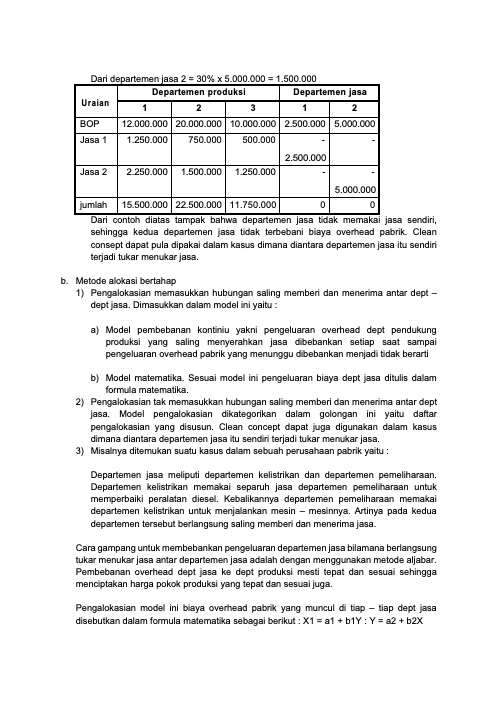 Dari departemen jasa 2 = 30% x 5.000.000 = 1.500.000
Uraian Departemen produksi Departemen jasa
1 2 3 1 2
BOP 12.000.000 20.000.000 10.000.000 2.500.000 5.000.000
Jasa 1 1.250.000 750.000 500.000 - -
2.500.000
Jasa 2 2.250.000 1.500.000 1.250.000 - -
5.000.000
jumlah 15.500.000 22.500.000 11.750.000 0 0
Dari contoh diatas tampak bahwa departemen jasa tidak memakai jasa sendiri,
sehingga kedua departemen jasa tidak terbebani biaya overhead pabrik. Clean
consept dapat pula dipakai dalam kasus dimana diantara departemen jasa itu sendiri
terjadi tukar menukar jasa.
b. Metode alokasi bertahap
1) Pengalokasian memasukkan hubungan saling memberi dan menerima antar dept –
dept jasa. Dimasukkan dalam model ini yaitu :
a) Model pembebanan kontiniu yakni pengeluaran overhead dept pendukung
produksi yang saling menyerahkan jasa dibebankan setiap saat sampai
pengeluaran overhead pabrik yang menunggu dibebankan menjadi tidak berarti
b) Model matematika. Sesuai model ini pengeluaran biaya dept jasa ditulis dalam
formula matematika.
2) Pengalokasian tak memasukkan hubungan saling memberi dan menerima antar dept
jasa. Model pengalokasian dikategorikan dalam golongan ini yaitu daftar
pengalokasian yang disusun. Clean concept dapat juga digunakan dalam kasus
dimana diantara departemen jasa itu sendiri terjadi tukar menukar jasa.
3) Misalnya ditemukan suatu kasus dalam sebuah perusahaan pabrik yaitu :
Departemen jasa meliputi departemen kelistrikan dan departemen pemeliharaan.
Departemen kelistrikan memakai separuh jasa departemen pemeliharaan untuk
memperbaiki peralatan diesel. Kebalikannya departemen pemeliharaan memakai
departemen kelistrikan untuk menjalankan mesin – mesinnya. Artinya pada kedua
departemen tersebut berlangsung saling memberi dan menerima jasa.
Cara gampang untuk membebankan pengeluaran departemen jasa bilamana berlangsung
tukar menukar jasa antar departemen jasa adalah dengan menggunakan metode aljabar.
Pembebanan overhead dept jasa ke dept produksi mesti tepat dan sesuai sehingga
menciptakan harga pokok produksi yang tepat dan sesuai juga.
Pengalokasian model ini biaya overhead pabrik yang muncul di tiap – tiap dept jasa
disebutkan dalam formula matematika sebagai berikut : X1 = a1 + b1Y : Y = a2 + b2X